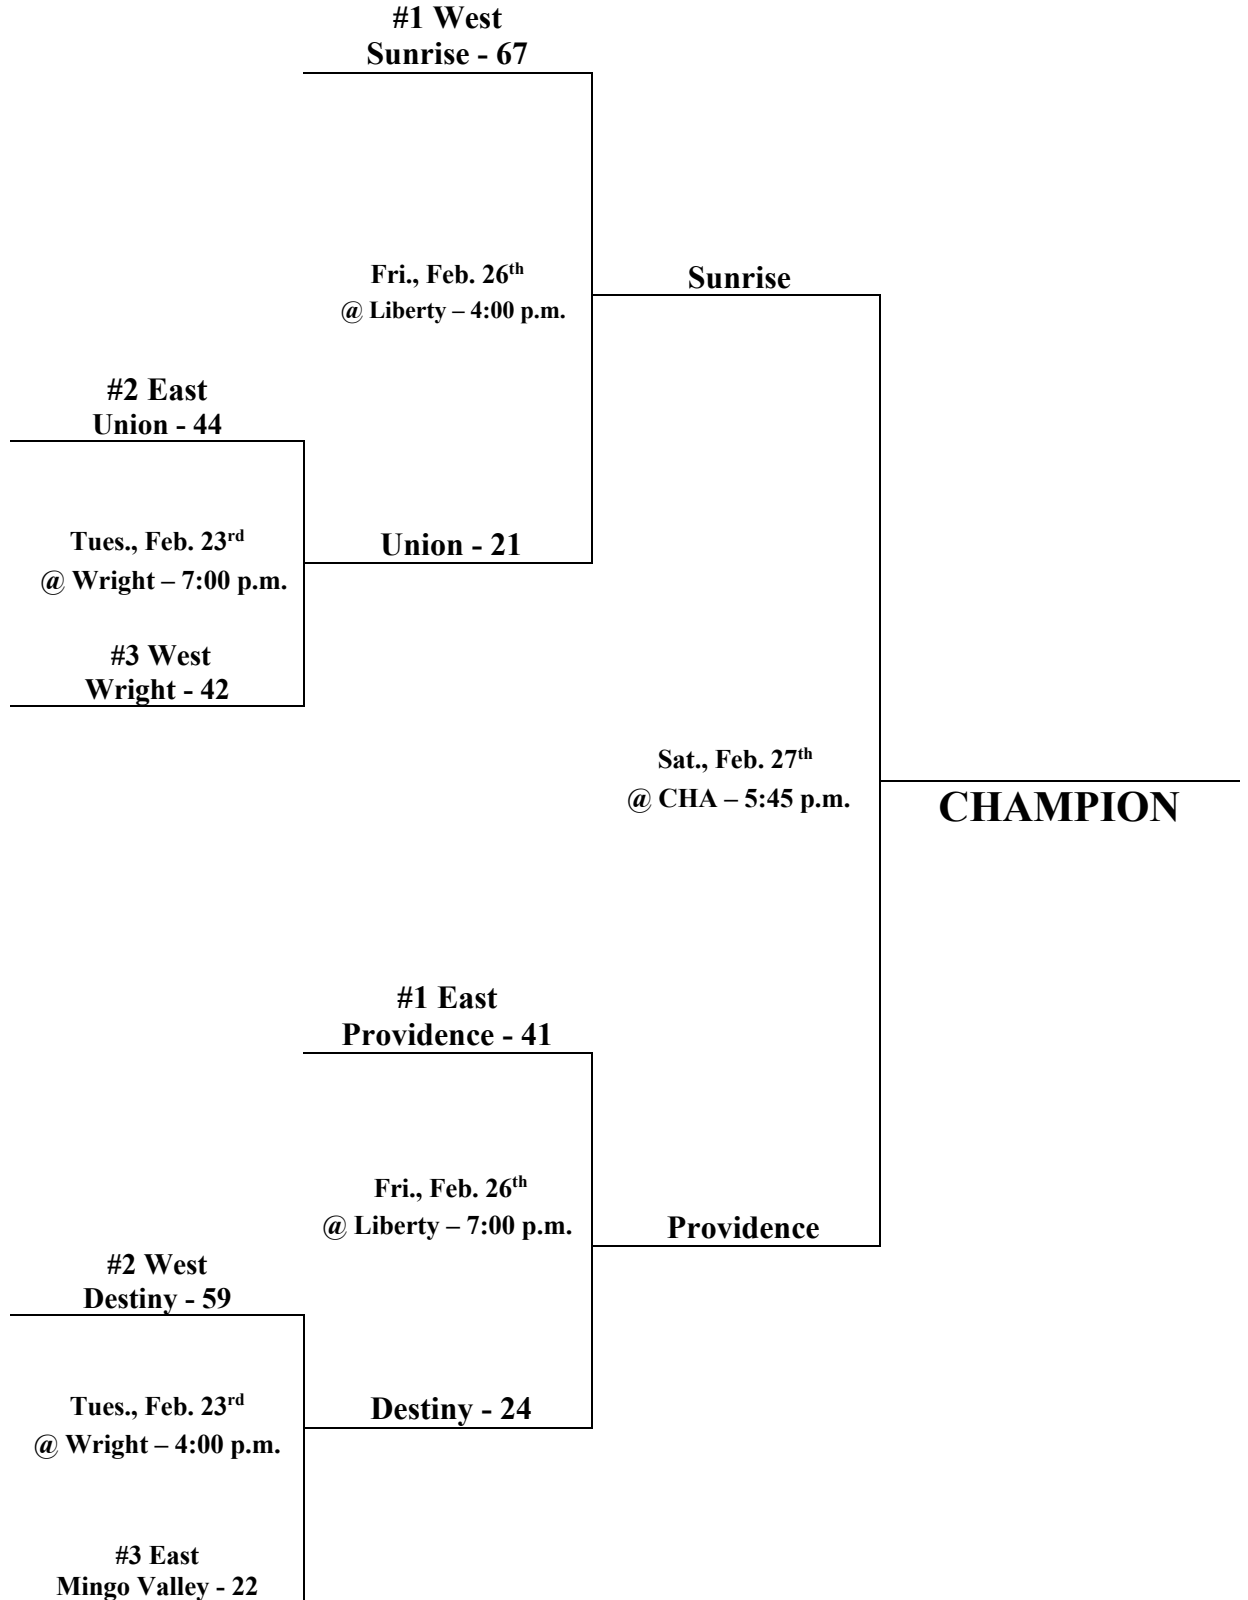 #1 West
Sunrise - 67
Fri., Feb. 26th
@ Liberty – 4:00 p.m.
Sunrise
#2 East
Union - 44
Tues., Feb. 23rd
@ Wright – 7:00 p.m.
Union - 21
#3 West
Wright - 42
Sat., Feb. 27th
@ CHA – 5:45 p.m.
CHAMPION
#1 East
Providence - 41
Fri., Feb. 26th
@ Liberty – 7:00 p.m.
Providence
#2 West
Destiny - 59
Tues., Feb. 23rd
@ Wright – 4:00 p.m.
Destiny - 24
#3 East
Mingo Valley - 22